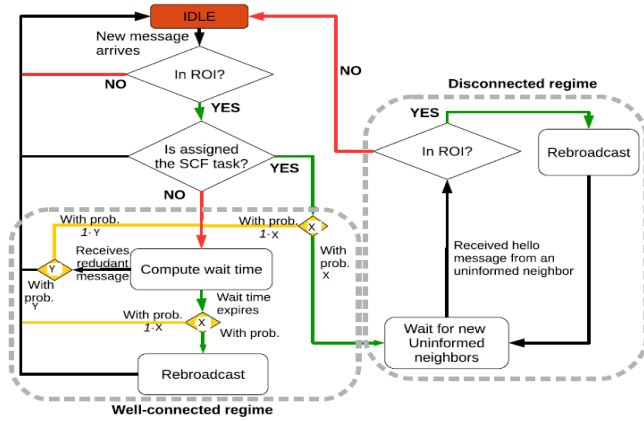 IDLE
New message
arrives
In ROI?
NO
YES
NO
Disconnected regime
YES
In ROI?
Rebroadcast
Is assigned
the SCF task?
YES
NO
With prob.
1-Y
With prob.
1-X
X
With
prob.
X
Receives
redudant
message
Y
With
prob.
Y
Compute wait time
Received hello
message from an
uninformed neighbor
Wait time
expires
With prob.
1-X
X
With prob.
Wait for new
Uninformed
neighbors
Rebroadcast
Well-connected regime